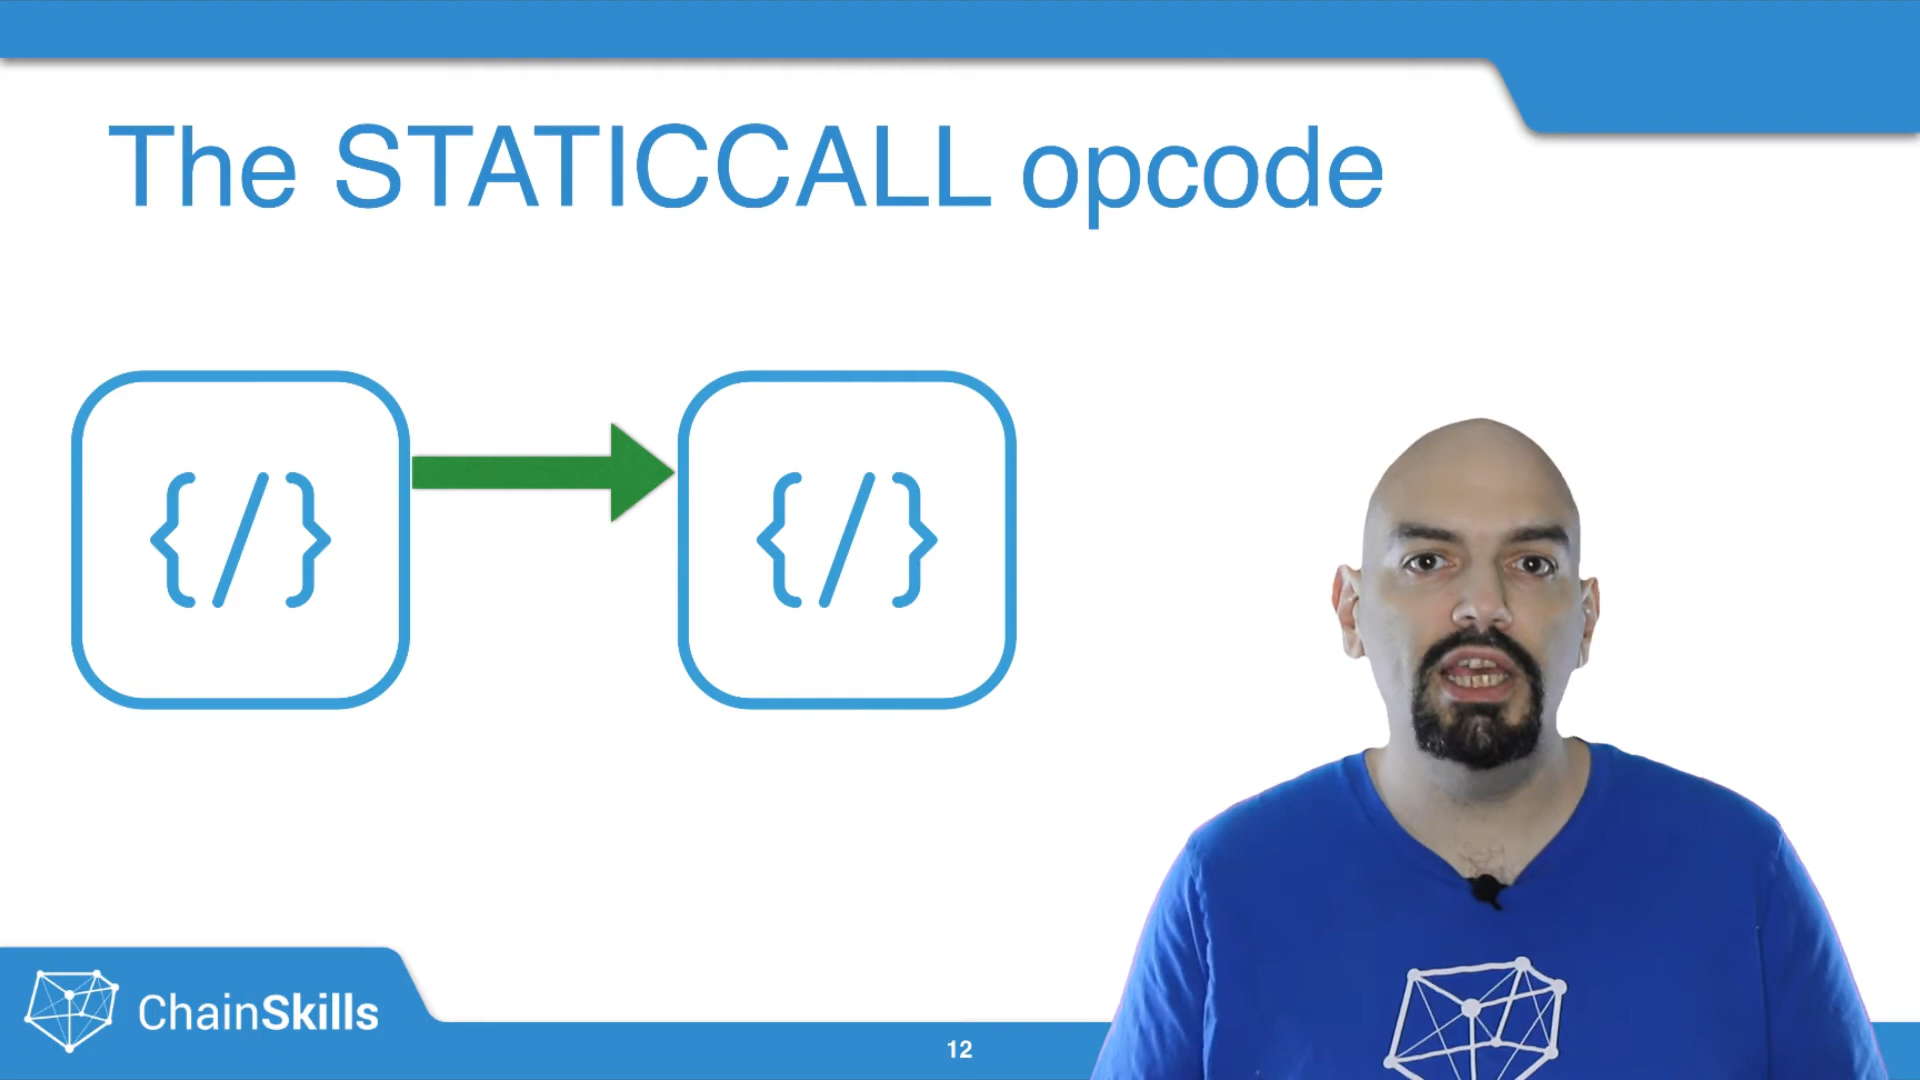 The STATICCALL opcode
{/}
{/}
ChainSkills
12